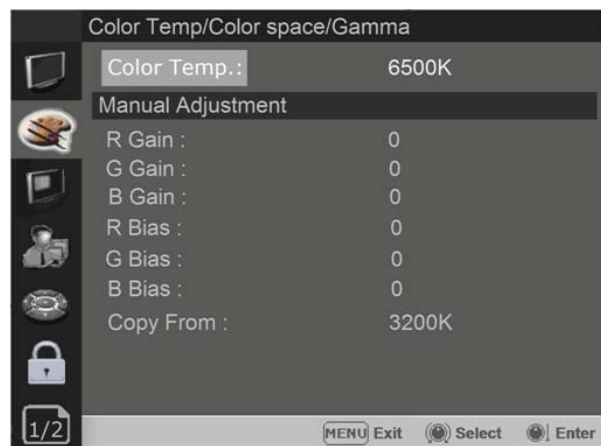 Color Temp/Color space/Gamma
Color Temp.: 6500K
Manual Adjustment
R Gain : 0
G Gain : 0
B Gain : 0
R Bias : 0
G Bias : 0
B Bias : 0
Copy From : 3200K
1/2
MENU Exit Select Enter